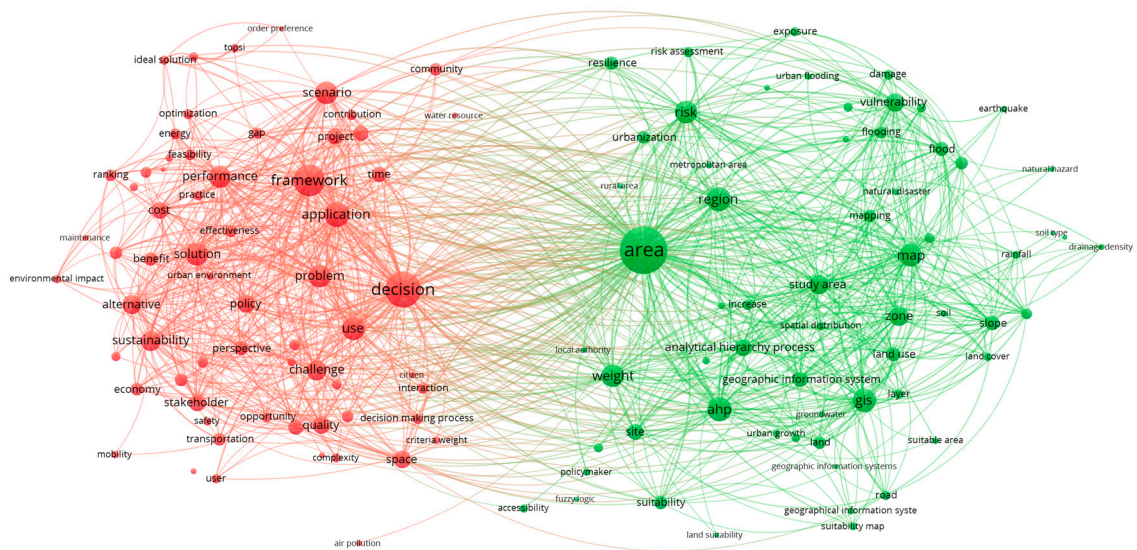 order preference
topsi
ideal solution
exposure
risk assessment
resilience
community
urban flooding
damage
scenario
vulnerability
optimization
contribution
water resource
risk
earthquake
energy
gap
project
urbanization
flooding
feasibility
flood
ranking
performance
framework
time
metropolitan area
natural hazard
practice
rural area
natural disaster
cost
application
region
mapping
effectiveness
soil type
maintenance
drainage density
benefit
solution
area
map
rainfall
environmental impact
urban environment
problem
decision
study area
alternative
policy
increase
soil
zone
slope
use
spatial distribution
sustainability
perspective
local authority
analytical hierarchy process
land use
land cover
challenge
citizen
weight
geographic information system
economy
interaction
layer
stakeholder
gis
safety
opportunity
decision making process
ahp
groundwater
quality
site
urban growth
transportation
criteria weight
land
suitable area
mobility
complexity
space
geographic information systems
user
policymaker
road
fuzzy logic
accessibility
suitability
geographical information syste
suitability map
land suitability
air pollution